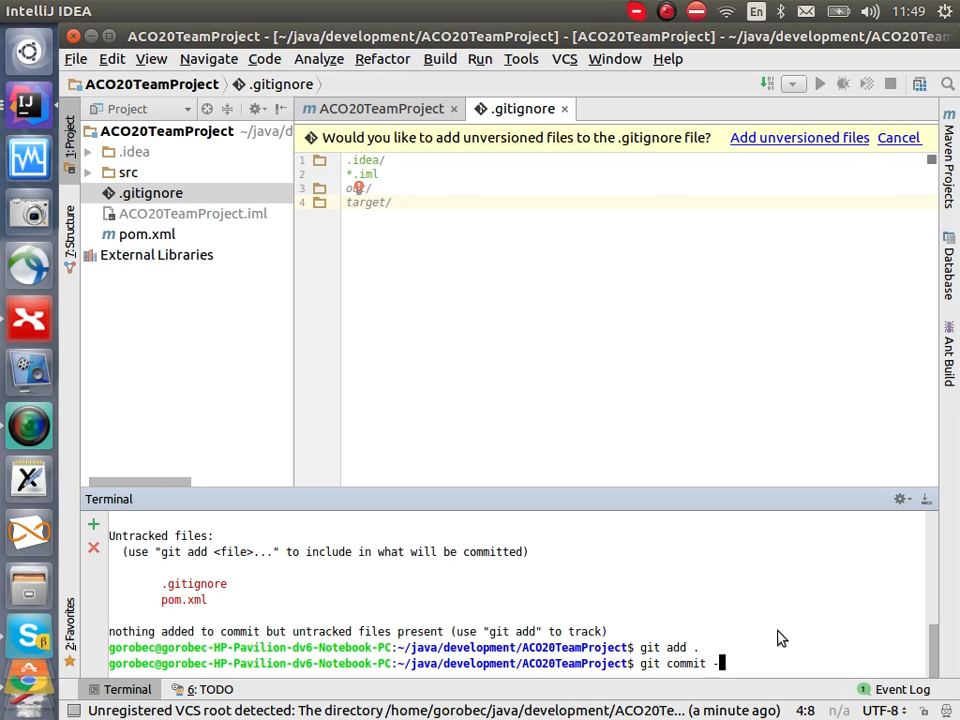 IntelliJ IDEA
En
11:49
ACO20TeamProject - [~/java/development/ACO20TeamProject] - [ACO20TeamProject] - ~/java/development/ACO20Team
File Edit View Navigate Code Analyze Refactor Build Run Tools VCS Window Help
ACO20TeamProject .gitignore
Project
ACO20TeamProject
.gitignore
Would you like to add unversioned files to the .gitignore file? Add unversioned files Cancel
1: Project
7: Structure
2: Favorites
ACO20TeamProject ~/java/d
.idea
src
.gitignore
ACO20TeamProject.iml
pom.xml
External Libraries
1 .idea/
2 *.iml
3
4 target/
Maven Projects
Database
Ant Build
Terminal
Untracked files:
(use "git add <file>..." to include in what will be committed)
.gitignore
pom.xml
nothing added to commit but untracked files present (use "git add" to track)
gorobec@gorobec-HP-Pavilion-dv6-Notebook-PC:~/java/development/ACO20TeamProject$ git add .
gorobec@gorobec-HP-Pavilion-dv6-Notebook-PC:~/java/development/ACO20TeamProject$ git commit -
Terminal
6: TODO
1 Event Log
Unregistered VCS root detected: The directory /home/gorobec/java/development/ACO20Te... (a minute ago)
4:8
n/a
UTF-8